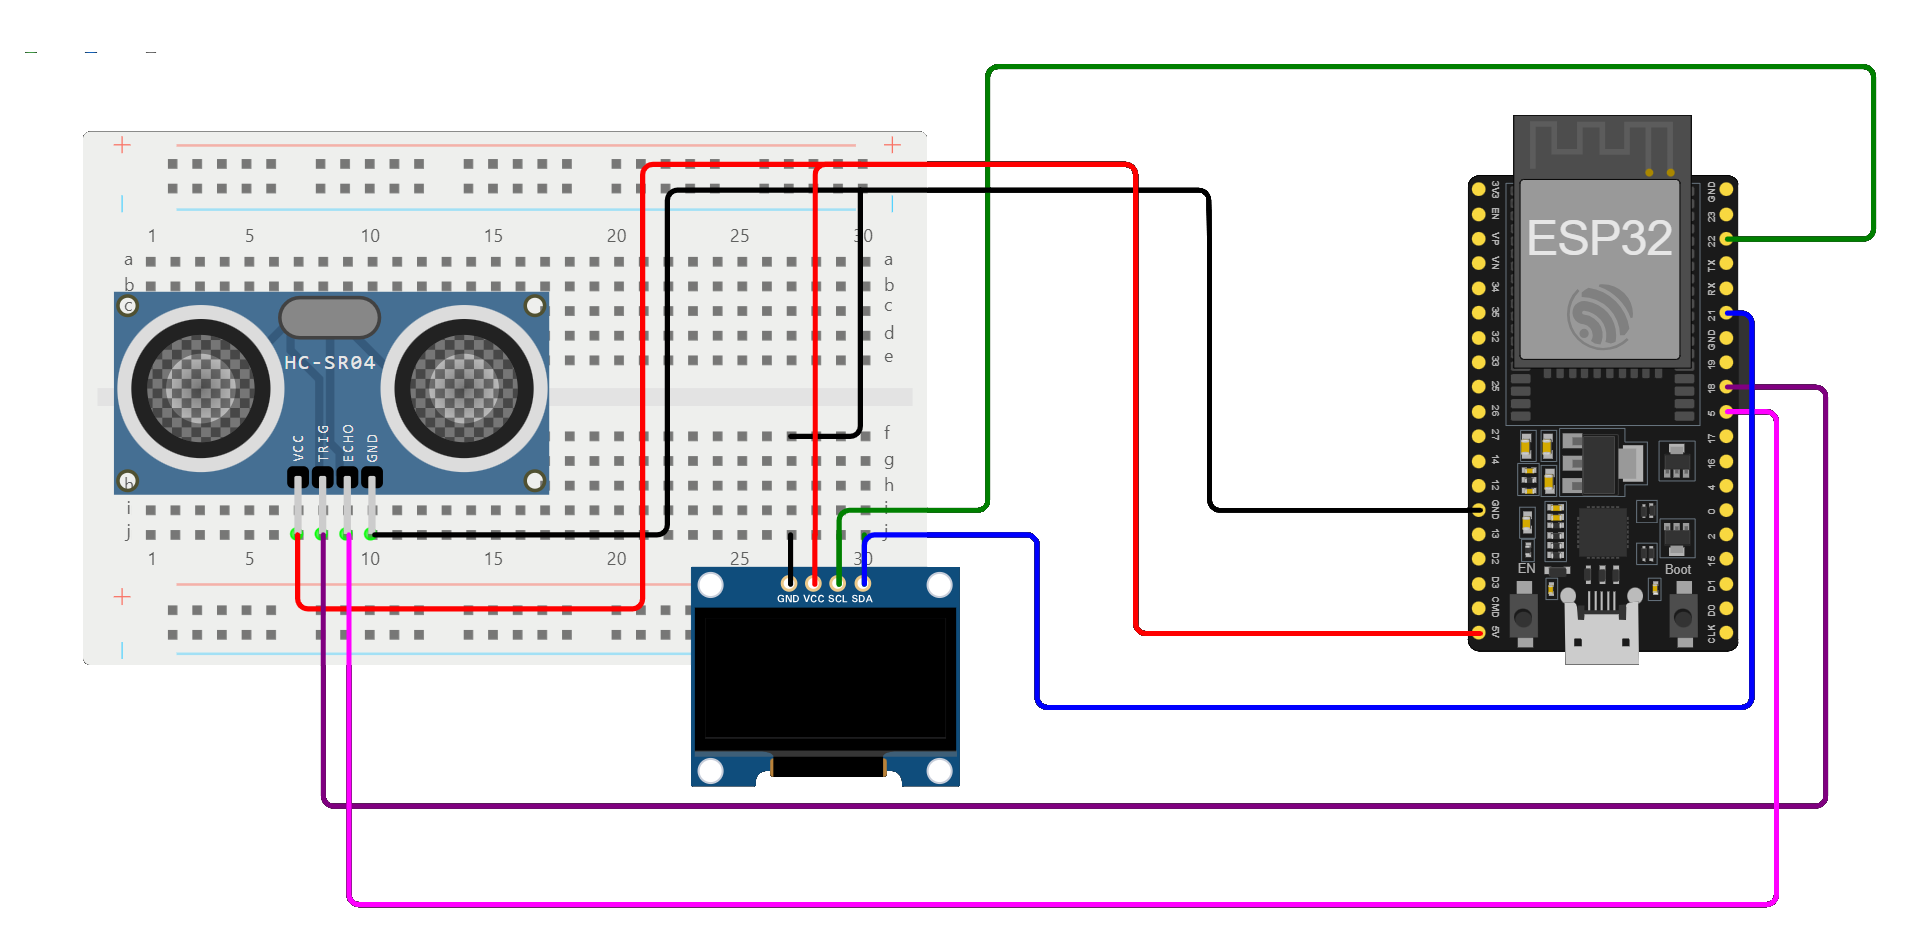 + +
1 5 10 15 20 25 30
a a
b b
c c
d d
e e
HC-SR04
VCC TRIG ECHO GND
f
g
h h
i i
j j
1 5 10 15 20 25 30
+
GND VCC SCL SDA
ESP32
3V3
EN
VP
VN
34
35
32
33
25
26
27
14
12
GND
13
D2
D3
CMD
5V
GND
23
22
TX
RX
21
GND
19
18
5
17
16
4
0
2
15
D1
D0
CLK
EN
Boot